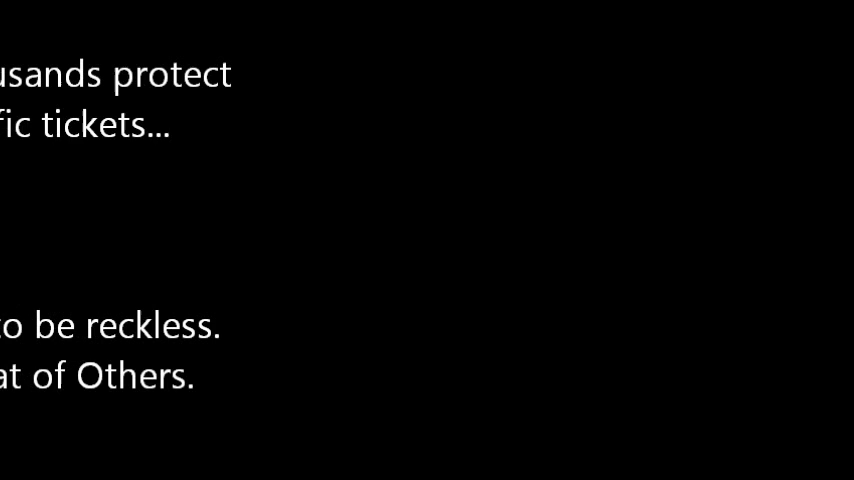 usands protect
fic tickets...
to be reckless.
at of Others.